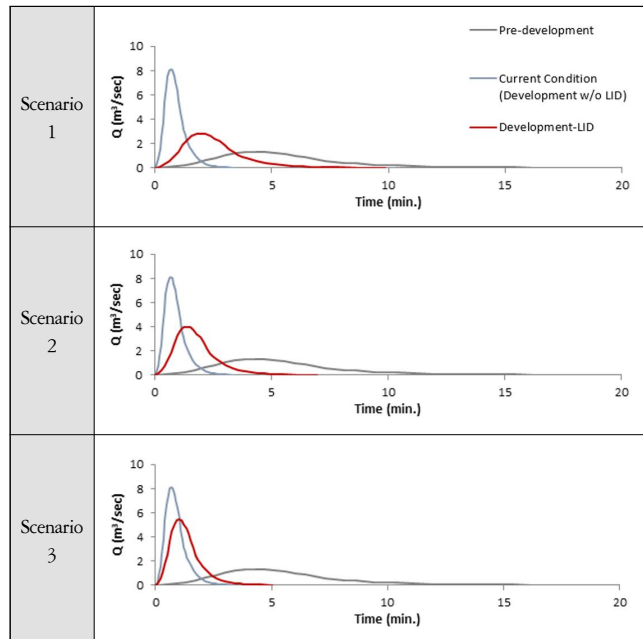 Scenario
1
Q (m³/sec)
10
8
6
4
2
0
0
5
10
15
20
Time (min.)
Pre-development
Current Condition
(Development w/o LID)
Development-LID
Scenario
2
Q (m³/sec)
10
8
6
4
2
0
0
5
10
15
20
Time (min.)
Scenario
3
Q (m³/sec)
10
8
6
4
2
0
0
5
10
15
20
Time (min.)